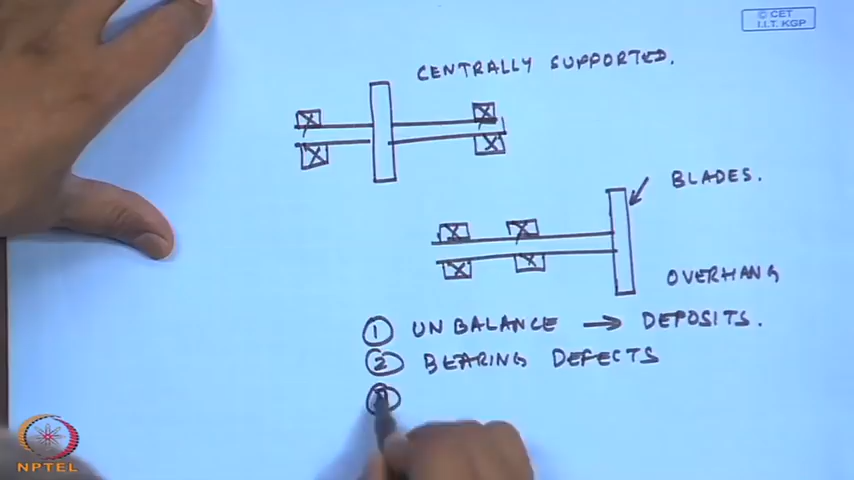 © CET
I.I.T. KGP
CENTRALLY SUPPORTED.
BLADES.
OVERHANG
① UNBALANCE → DEPOSITS.
② BEARING DEFECTS
NPTEL